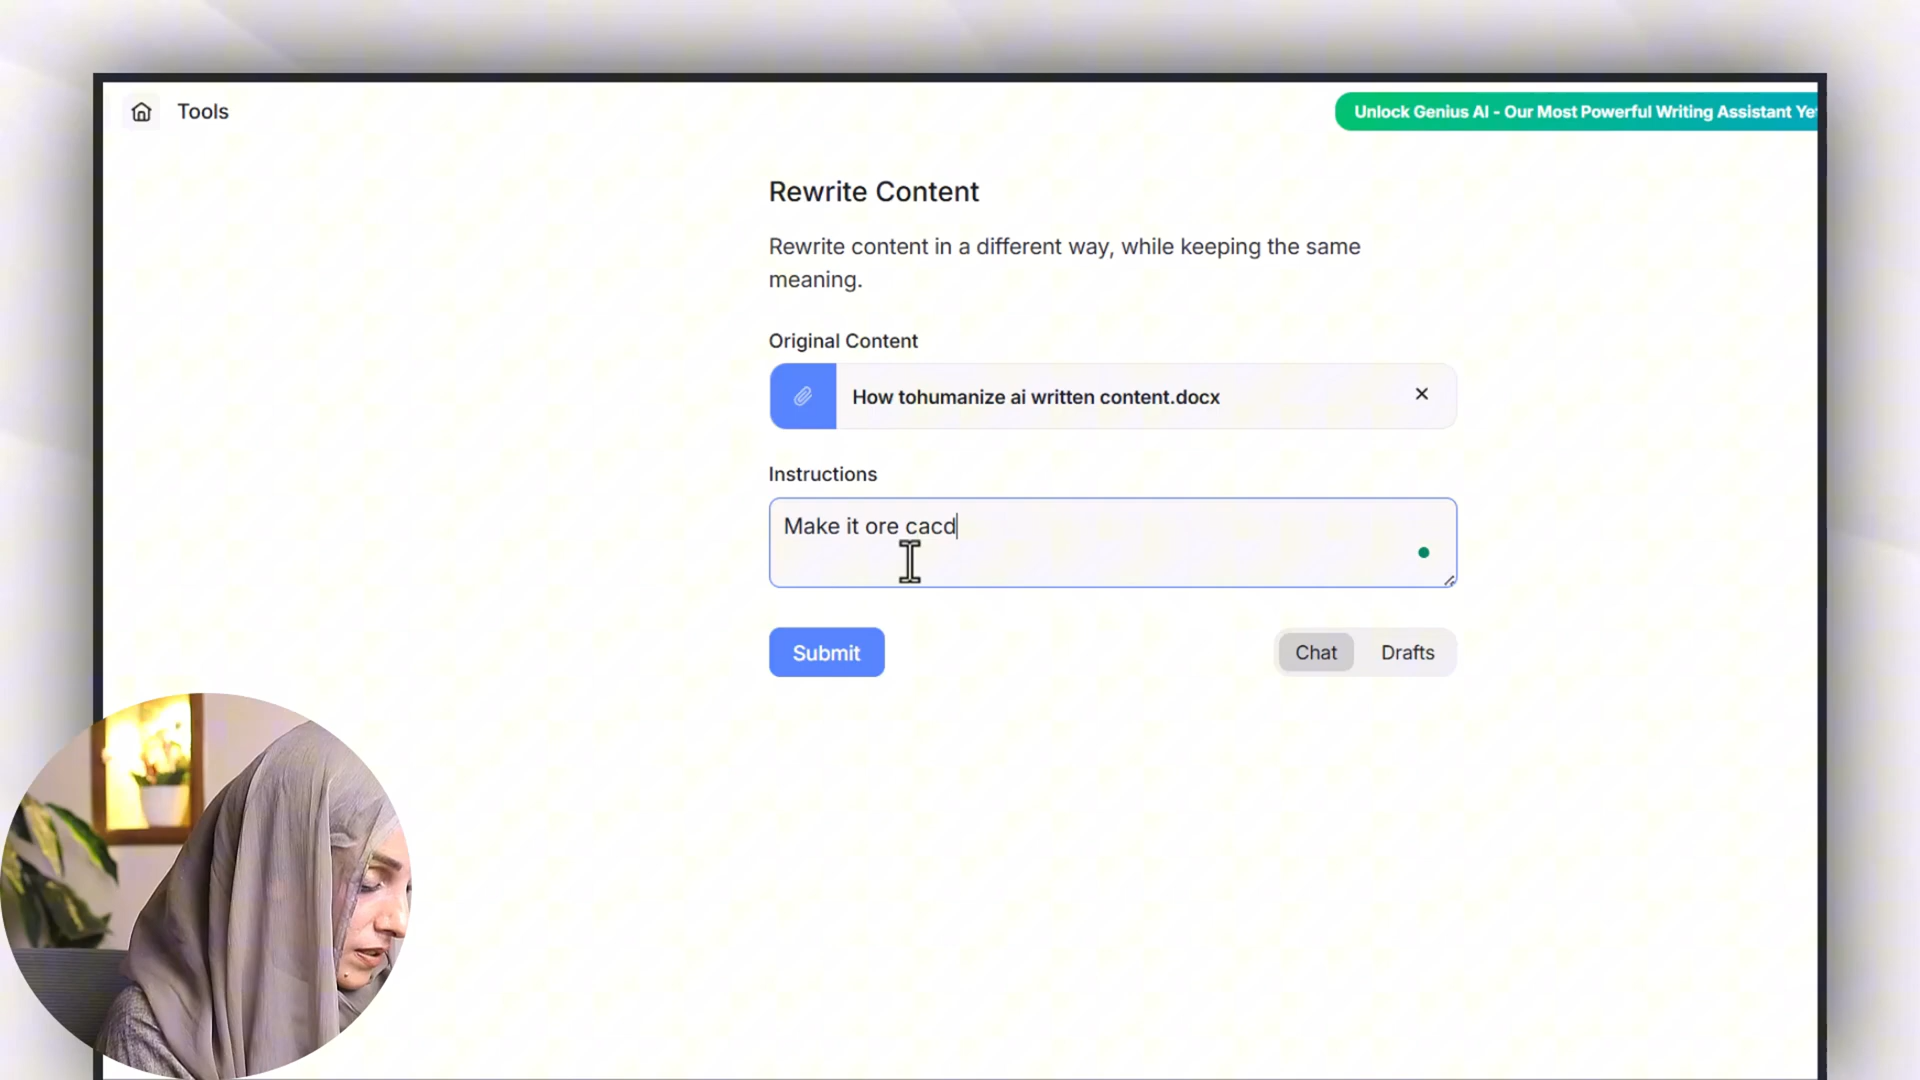 Tools
Unlock Genius AI - Our Most Powerful Writing Assistant Ye
Rewrite Content
Rewrite content in a different way, while keeping the same
meaning.
Original Content
How tohumanize ai written content.docx
Instructions
Make it ore cacd
Submit
Chat
Drafts